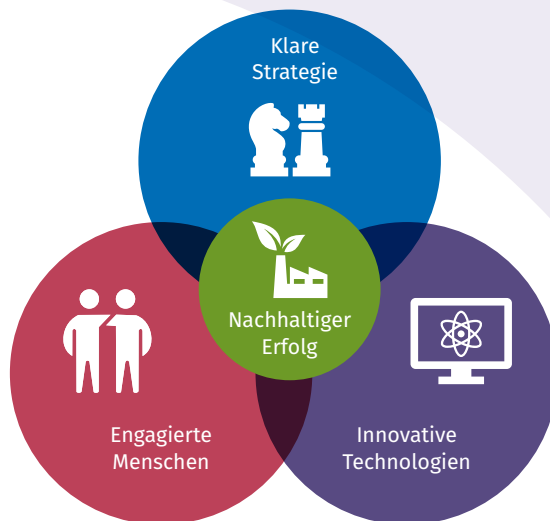 Klare
Strategie
Nachhaltiger
Erfolg
Engagierte
Menschen
Innovative
Technologien